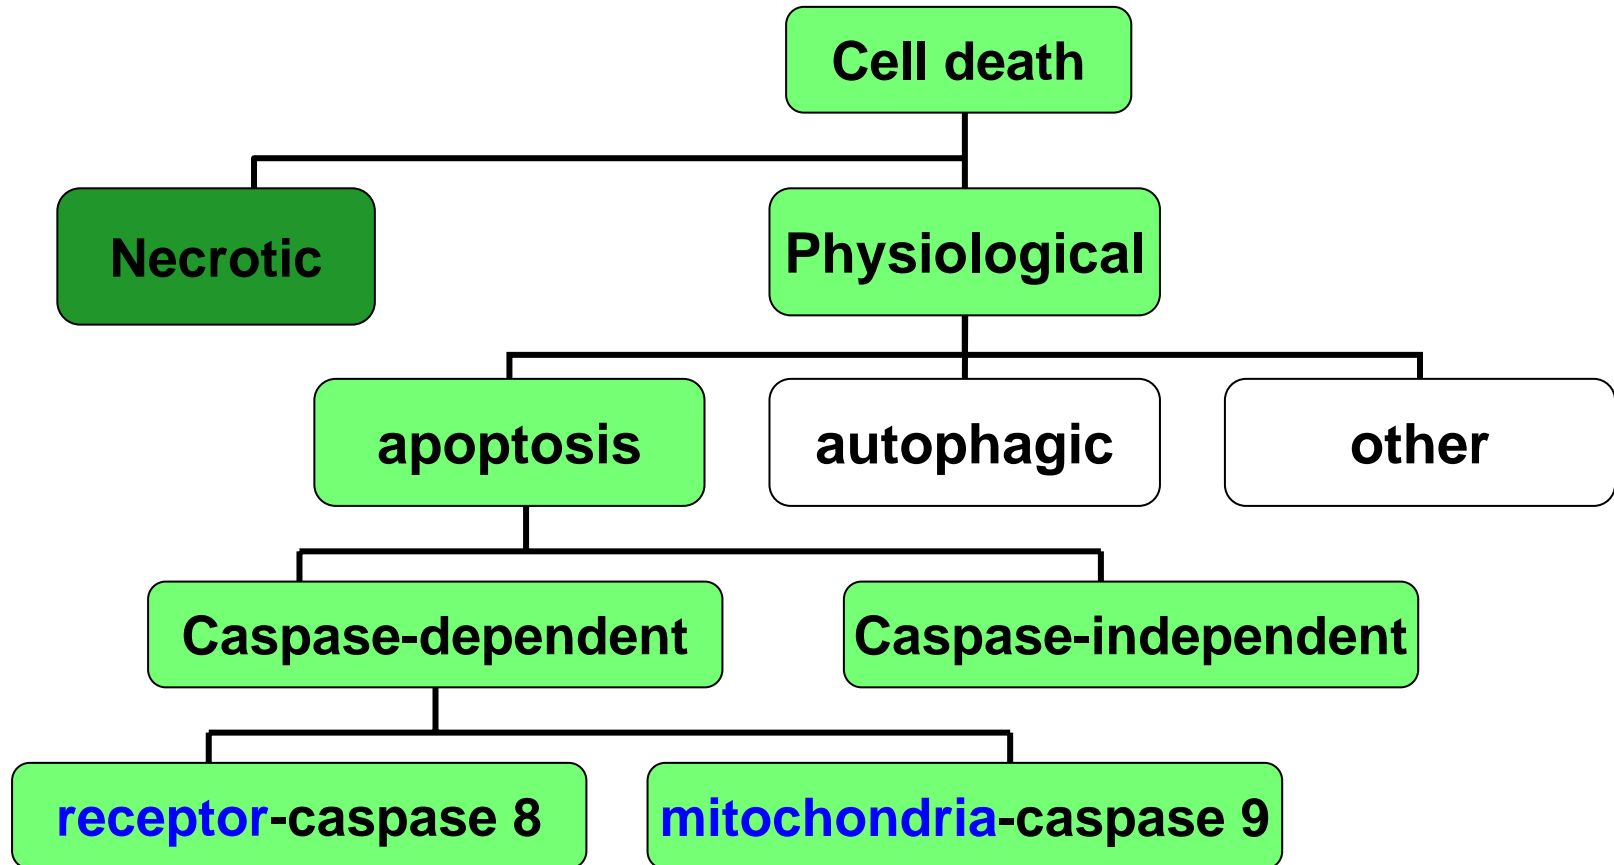 Cell death
Necrotic
Physiological
apoptosis
autophagic
other
Caspase-dependent
Caspase-independent
receptor-caspase 8
mitochondria-caspase 9